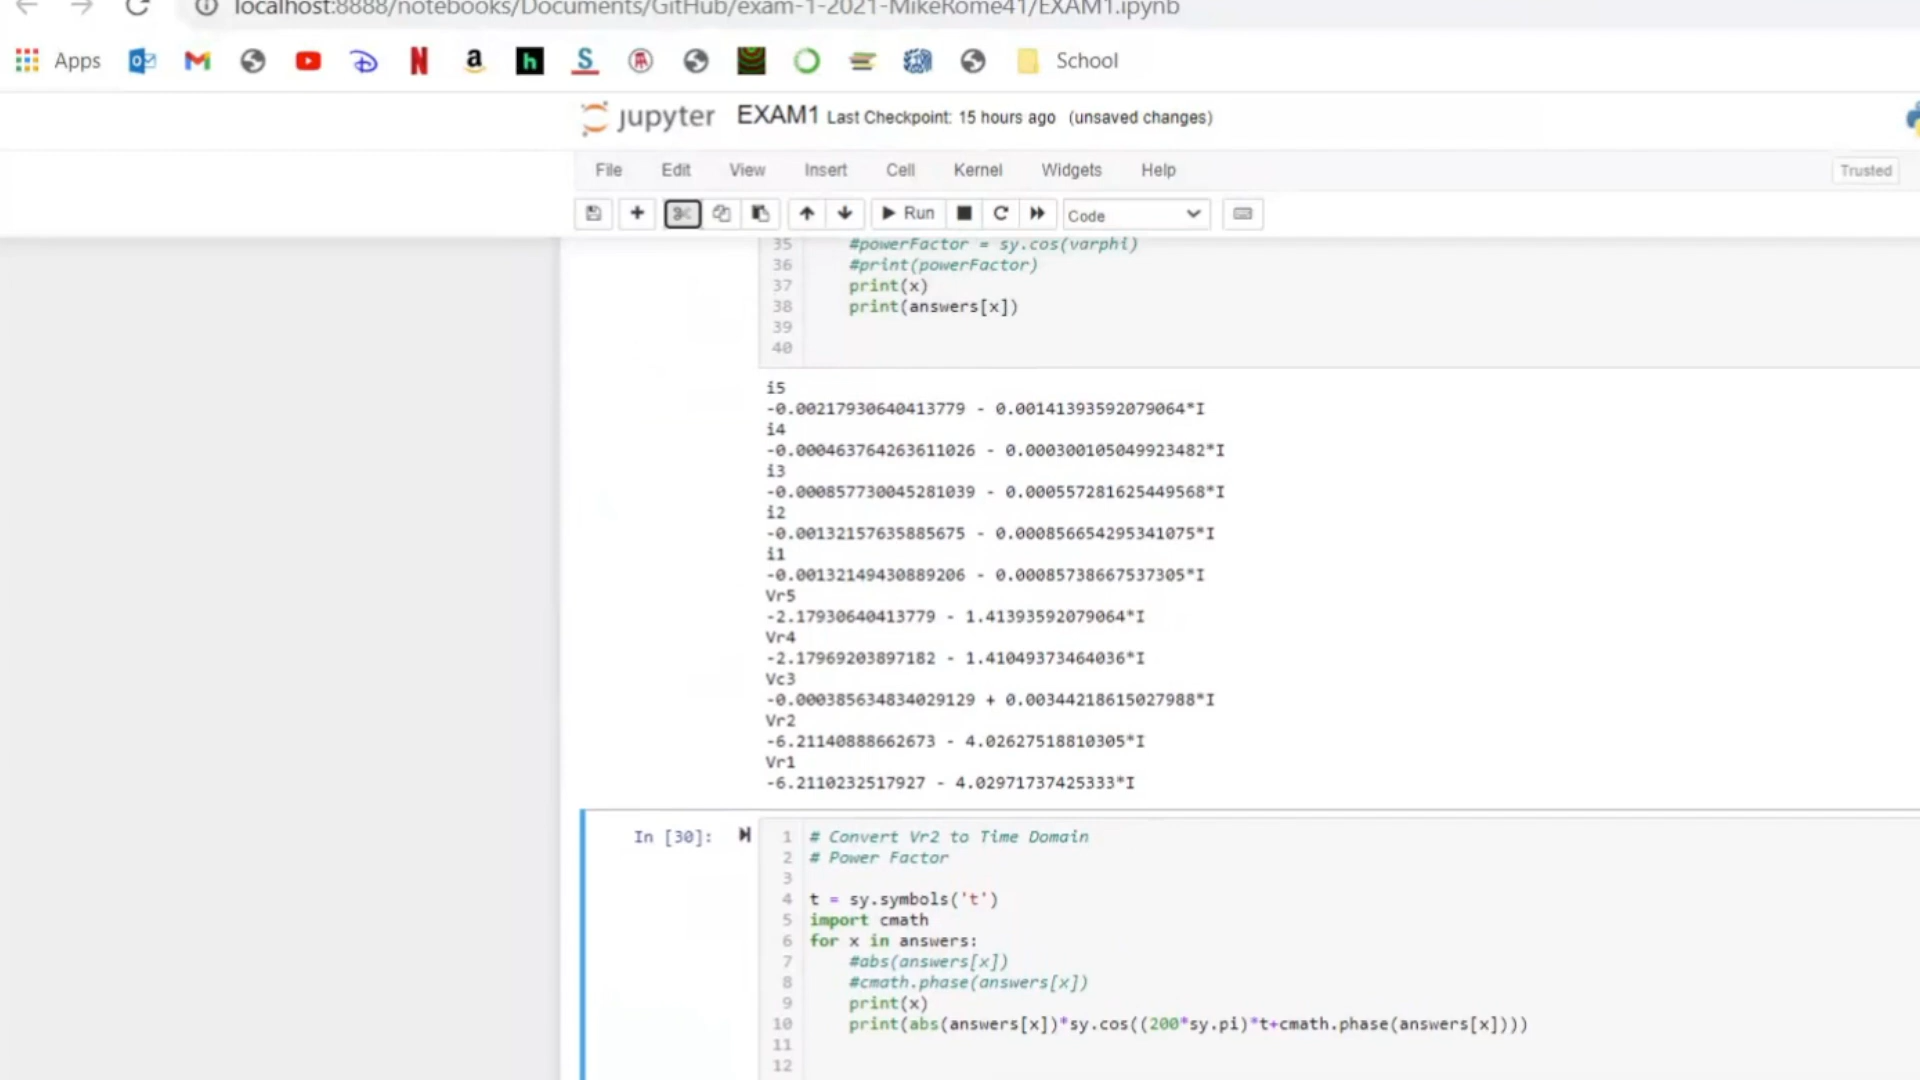 localhost:8888/notebooks/Documents/GitHub/exam-1-2021-MikeRome41/EXAM1.ipynb
Apps
School
jupyter EXAM1 Last Checkpoint: 15 hours ago (unsaved changes)
File Edit View Insert Cell Kernel Widgets Help
Trusted
Run
Code
35 #powerFactor = sy.cos(varphi)
36 #print(powerFactor)
37 print(x)
38 print(answers[x])
39
40
i5
-0.00217930640413779 - 0.00141393592079064*I
i4
-0.000463764263611026 - 0.000300105049923482*I
i3
-0.000857730045281039 - 0.000557281625449568*I
i2
-0.00132157635885675 - 0.000856654295341075*I
i1
-0.00132149430889206 - 0.00085738667537305*I
Vr5
-2.17930640413779 - 1.41393592079064*I
Vr4
-2.17969203897182 - 1.41049373464036*I
Vc3
-0.000385634834029129 + 0.00344218615027988*I
Vr2
-6.21140888662673 - 4.02627518810305*I
Vr1
-6.2110232517927 - 4.02971737425333*I
In [30]:
1 # Convert Vr2 to Time Domain
2 # Power Factor
3
4 t = sy.symbols('t')
5 import cmath
6 for x in answers:
7 #abs(answers[x])
8 #cmath.phase(answers[x])
9 print(x)
10 print(abs(answers[x])*sy.cos((200*sy.pi)*t+cmath.phase(answers[x])))
11
12